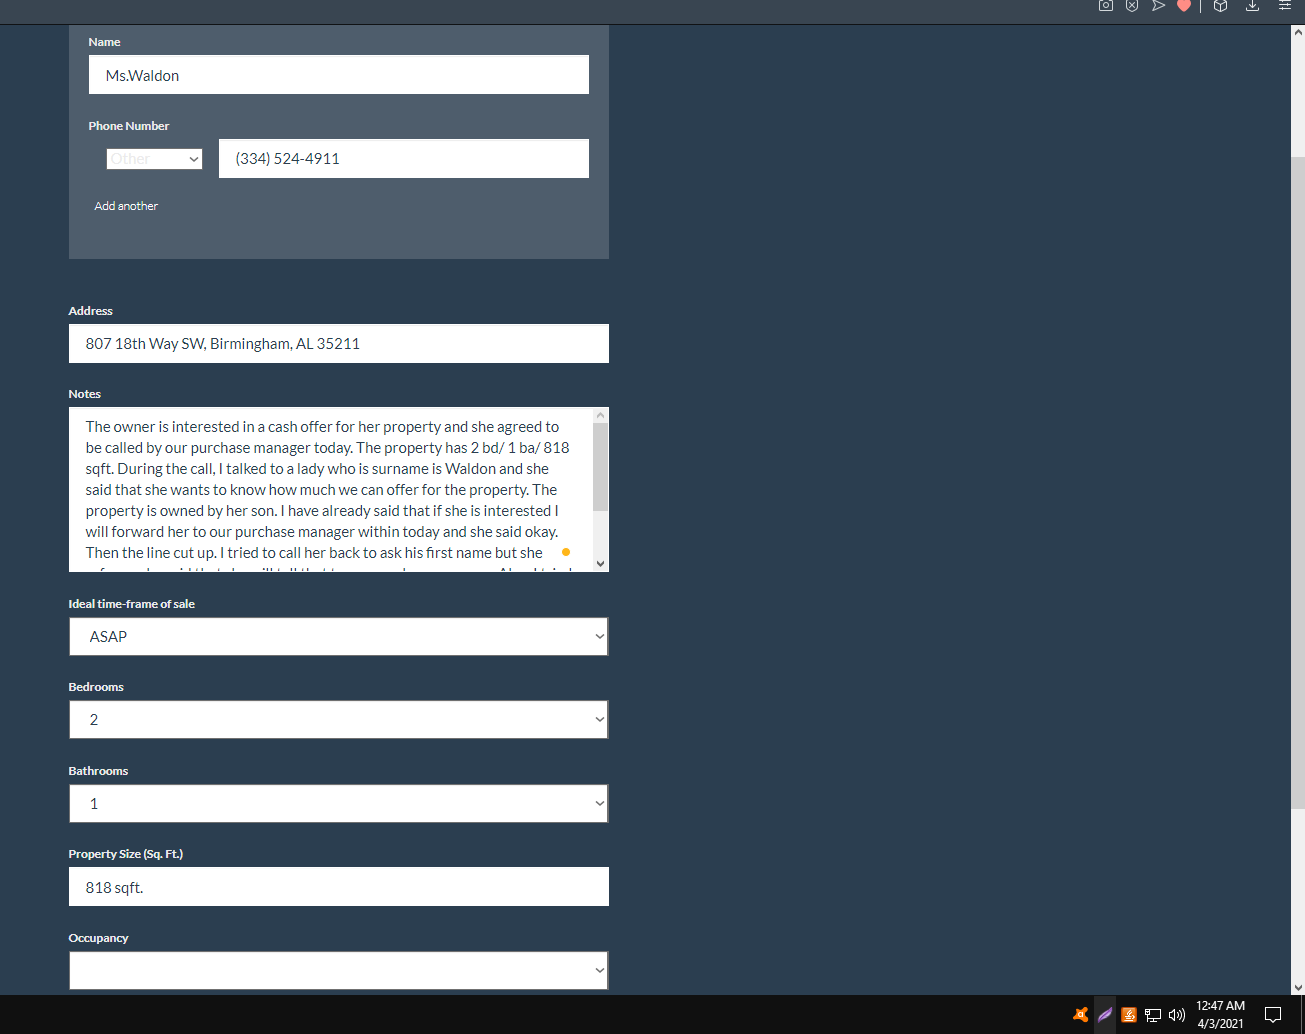 Name
Ms.Waldon
Phone Number
Other
(334) 524-4911
Add another
Address
807 18th Way SW, Birmingham, AL 35211
Notes
The owner is interested in a cash offer for her property and she agreed to
be called by our purchase manager today. The property has 2 bd/ 1 ba/ 818
sqft. During the call, I talked to a lady who is surname is Waldon and she
said that she wants to know how much we can offer for the property. The
property is owned by her son. I have already said that if she is interested I
will forward her to our purchase manager within today and she said okay.
Then the line cut up. I tried to call her back to ask his first name but she
Ideal time-frame of sale
ASAP
Bedrooms
2
Bathrooms
1
Property Size (Sq. Ft.)
818 sqft.
Occupancy
12:47 AM
4/3/2021